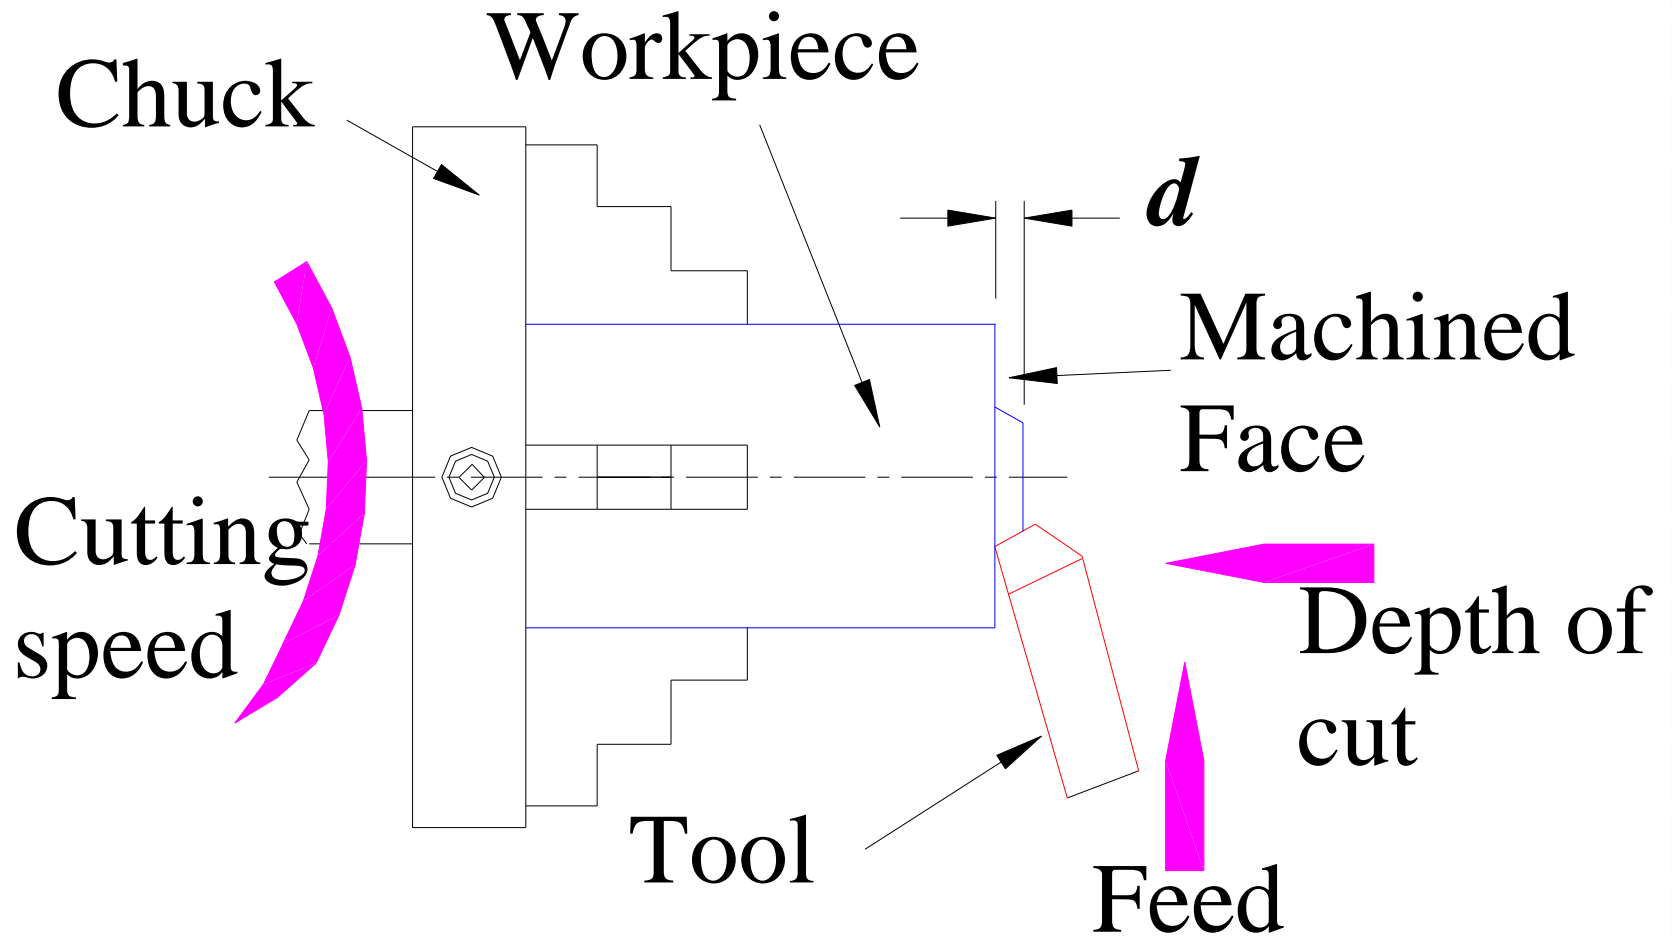 Workpiece
Chuck
d
Machined
Face
Cutting
speed
Depth of
cut
Tool
Feed